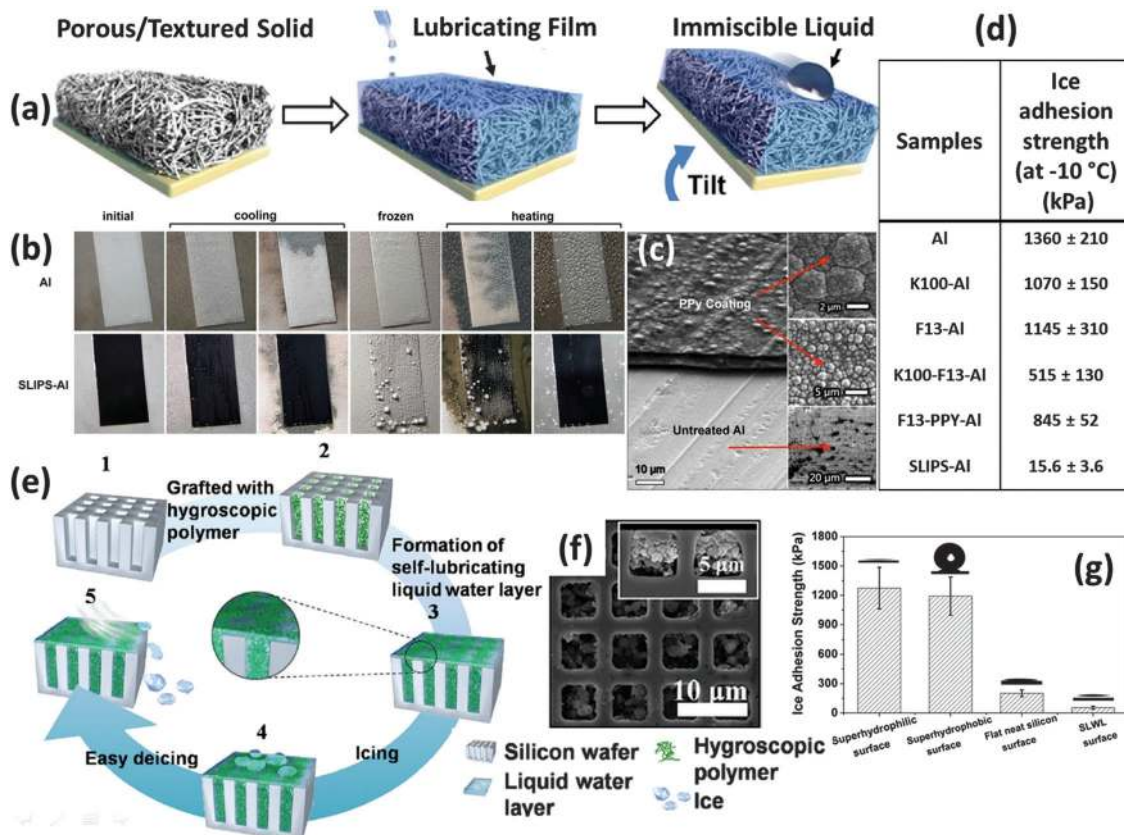 Porous/Textured Solid
Lubricating Film
Immiscible Liquid
(a)
Tilt
(b)
initial
cooling
frozen
heating
Al
SLIPS-Al
(c)
PPy Coating
Untreated Al
10 µm
2 µm
5 µm
20 µm
(d)
Samples
Ice
adhesion
strength
(at -10 °C)
(kPa)
Al 1360 ± 210
K100-Al 1070 ± 150
F13-Al 1145 ± 310
K100-F13-Al 515 ± 130
F13-PPY-Al 845 ± 52
SLIPS-Al 15.6 ± 3.6
(e)
1
Grafted with
hygroscopic
polymer
2
Formation of
self-lubricating
liquid water layer
3
Icing
4
Easy deicing
5
Silicon wafer
Hygroscopic
polymer
Liquid water
layer
Ice
(f)
5 µm
10 µm
(g)
Ice Adhesion Strength (kPa)
1800
1500
1200
900
600
300
0
Superhydrophilic
surface
Superhydrophobic
surface
Flat neat silicon
surface
SLWL
surface